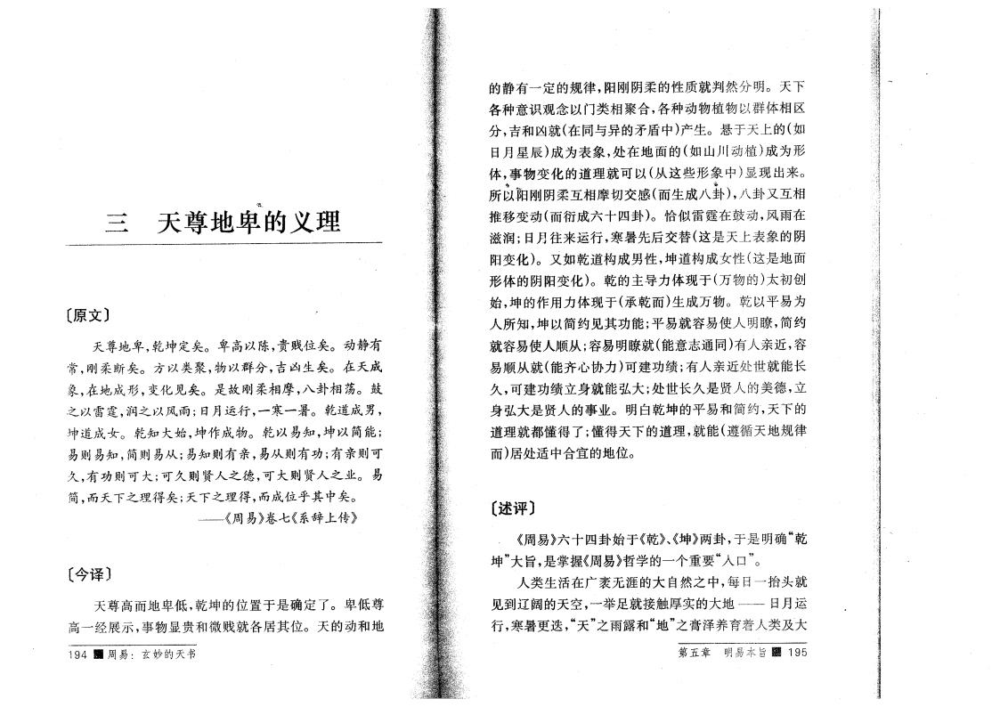 三 天尊地卑的义理
〔原文〕
天尊地卑,乾坤定矣。卑高以陈,贵贱位矣。动静有
常,刚柔断矣。方以类聚,物以群分,吉凶生矣。在天成
象,在地成形,变化见矣。是故刚柔相摩,八卦相荡。鼓
之以雷霆,润之以风雨;日月运行,一寒一暑。乾道成男,
坤道成女。乾知大始,坤作成物。乾以易知,坤以简能;
易则易知,简则易从;易知则有亲,易从则有功;有亲则可
久,有功则可大;可久则贤人之德,可大则贤人之业。易
简,而天下之理得矣;天下之理得,而成位乎其中矣。
——《周易》卷七《系辞上传》
〔今译〕
天尊高而地卑低,乾坤的位置于是确定了。卑低尊
高一经展示,事物显贵和微贱就各居其位。天的动和地
194 周易: 玄妙的天书
的静有一定的规律,阳刚阴柔的性质就判然分明。天下
各种意识观念以门类相聚合,各种动物植物以群体相区
分,吉和凶就(在同与异的矛盾中)产生。悬于天上的(如
日月星辰)成为表象,处在地面的(如山川动植)成为形
体,事物变化的道理就可以(从这些形象中)显现出来。
所以阳刚阴柔互相摩切交感(而生成八卦),八卦又互相
推移变动(而衍成六十四卦)。恰似雷霆在鼓动,风雨在
滋润;日月往来运行,寒暑先后交替(这是天上表象的阴
阳变化)。又如乾道构成男性,坤道构成女性(这是地面
形体的阴阳变化)。乾的主导力体现于(万物的)太初创
始,坤的作用力体现于(承乾而)生成万物。乾以平易为
人所知,坤以简约见其功能;平易就容易使人明瞭,简约
就容易使人顺从;容易明瞭就(能意志通同)有人亲近,容
易顺从就(能齐心协力)可建功绩;有人亲近处世就能长
久,可建功绩立身就能弘大;处世长久是贤人的美德,立
身弘大是贤人的事业。明白乾坤的平易和简约,天下的
道理就都懂得了;懂得天下的道理,就能(遵循天地规律
而)居处适中合宜的地位。
〔述评〕
《周易》六十四卦始于《乾》、《坤》两卦,于是明确“乾
坤”大旨,是掌握《周易》哲学的一个重要“入口”。
人类生活在广袤无涯的大自然之中,每日一抬头就
见到辽阔的天空,一举足就接触厚实的大地——日月运
行,寒暑更迭,“天”之雨露和“地”之膏泽养育着人类及大
第五章 明易本旨 195